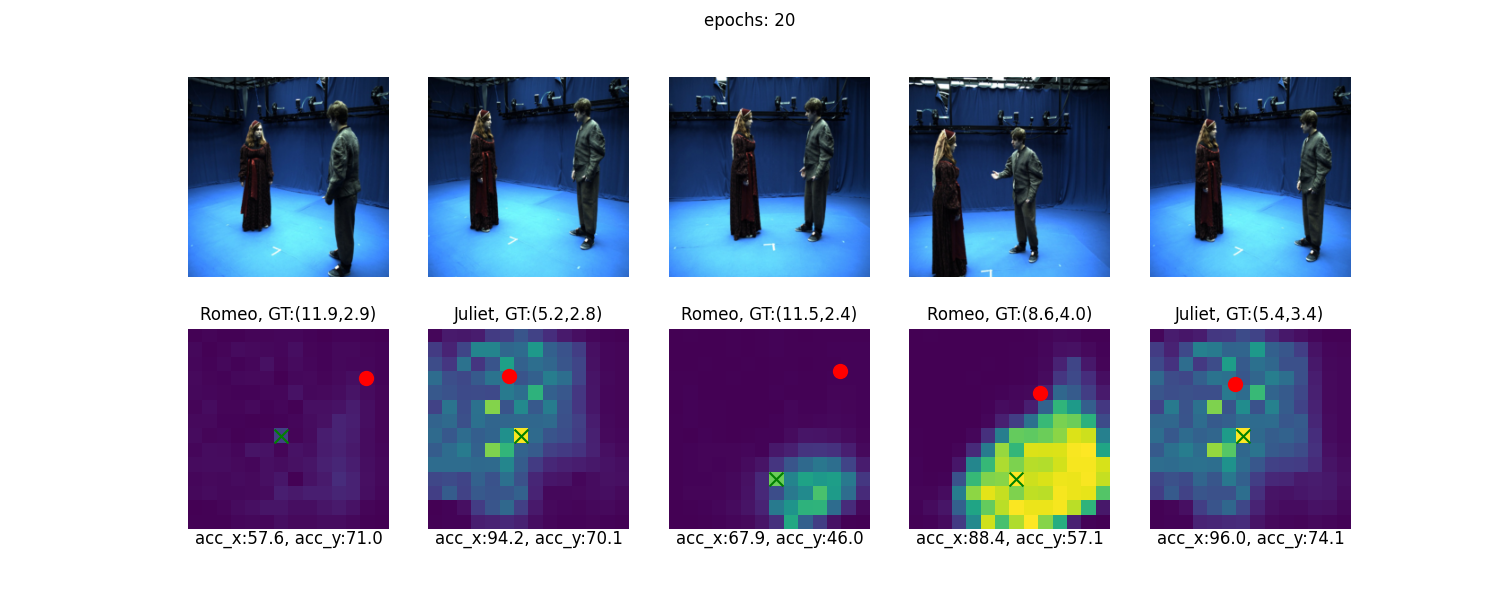 epochs: 20
Romeo, GT:(11.9,2.9)
Juliet, GT:(5.2,2.8)
Romeo, GT:(11.5,2.4)
Romeo, GT:(8.6,4.0)
Juliet, GT:(5.4,3.4)
acc_x:57.6, acc_y:71.0
acc_x:94.2, acc_y:70.1
acc_x:67.9, acc_y:46.0
acc_x:88.4, acc_y:57.1
acc_x:96.0, acc_y:74.1